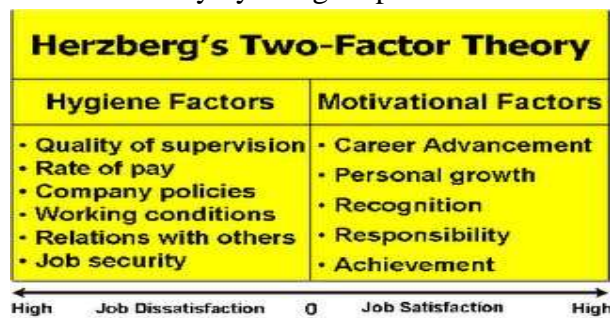 Herzberg's Two-Factor Theory
Hygiene Factors
• Quality of supervision
• Rate of pay
• Company policies
• Working conditions
• Relations with others
• Job security
Motivational Factors
• Career Advancement
• Personal growth
• Recognition
• Responsibility
• Achievement
High Job Dissatisfaction 0 Job Satisfaction High